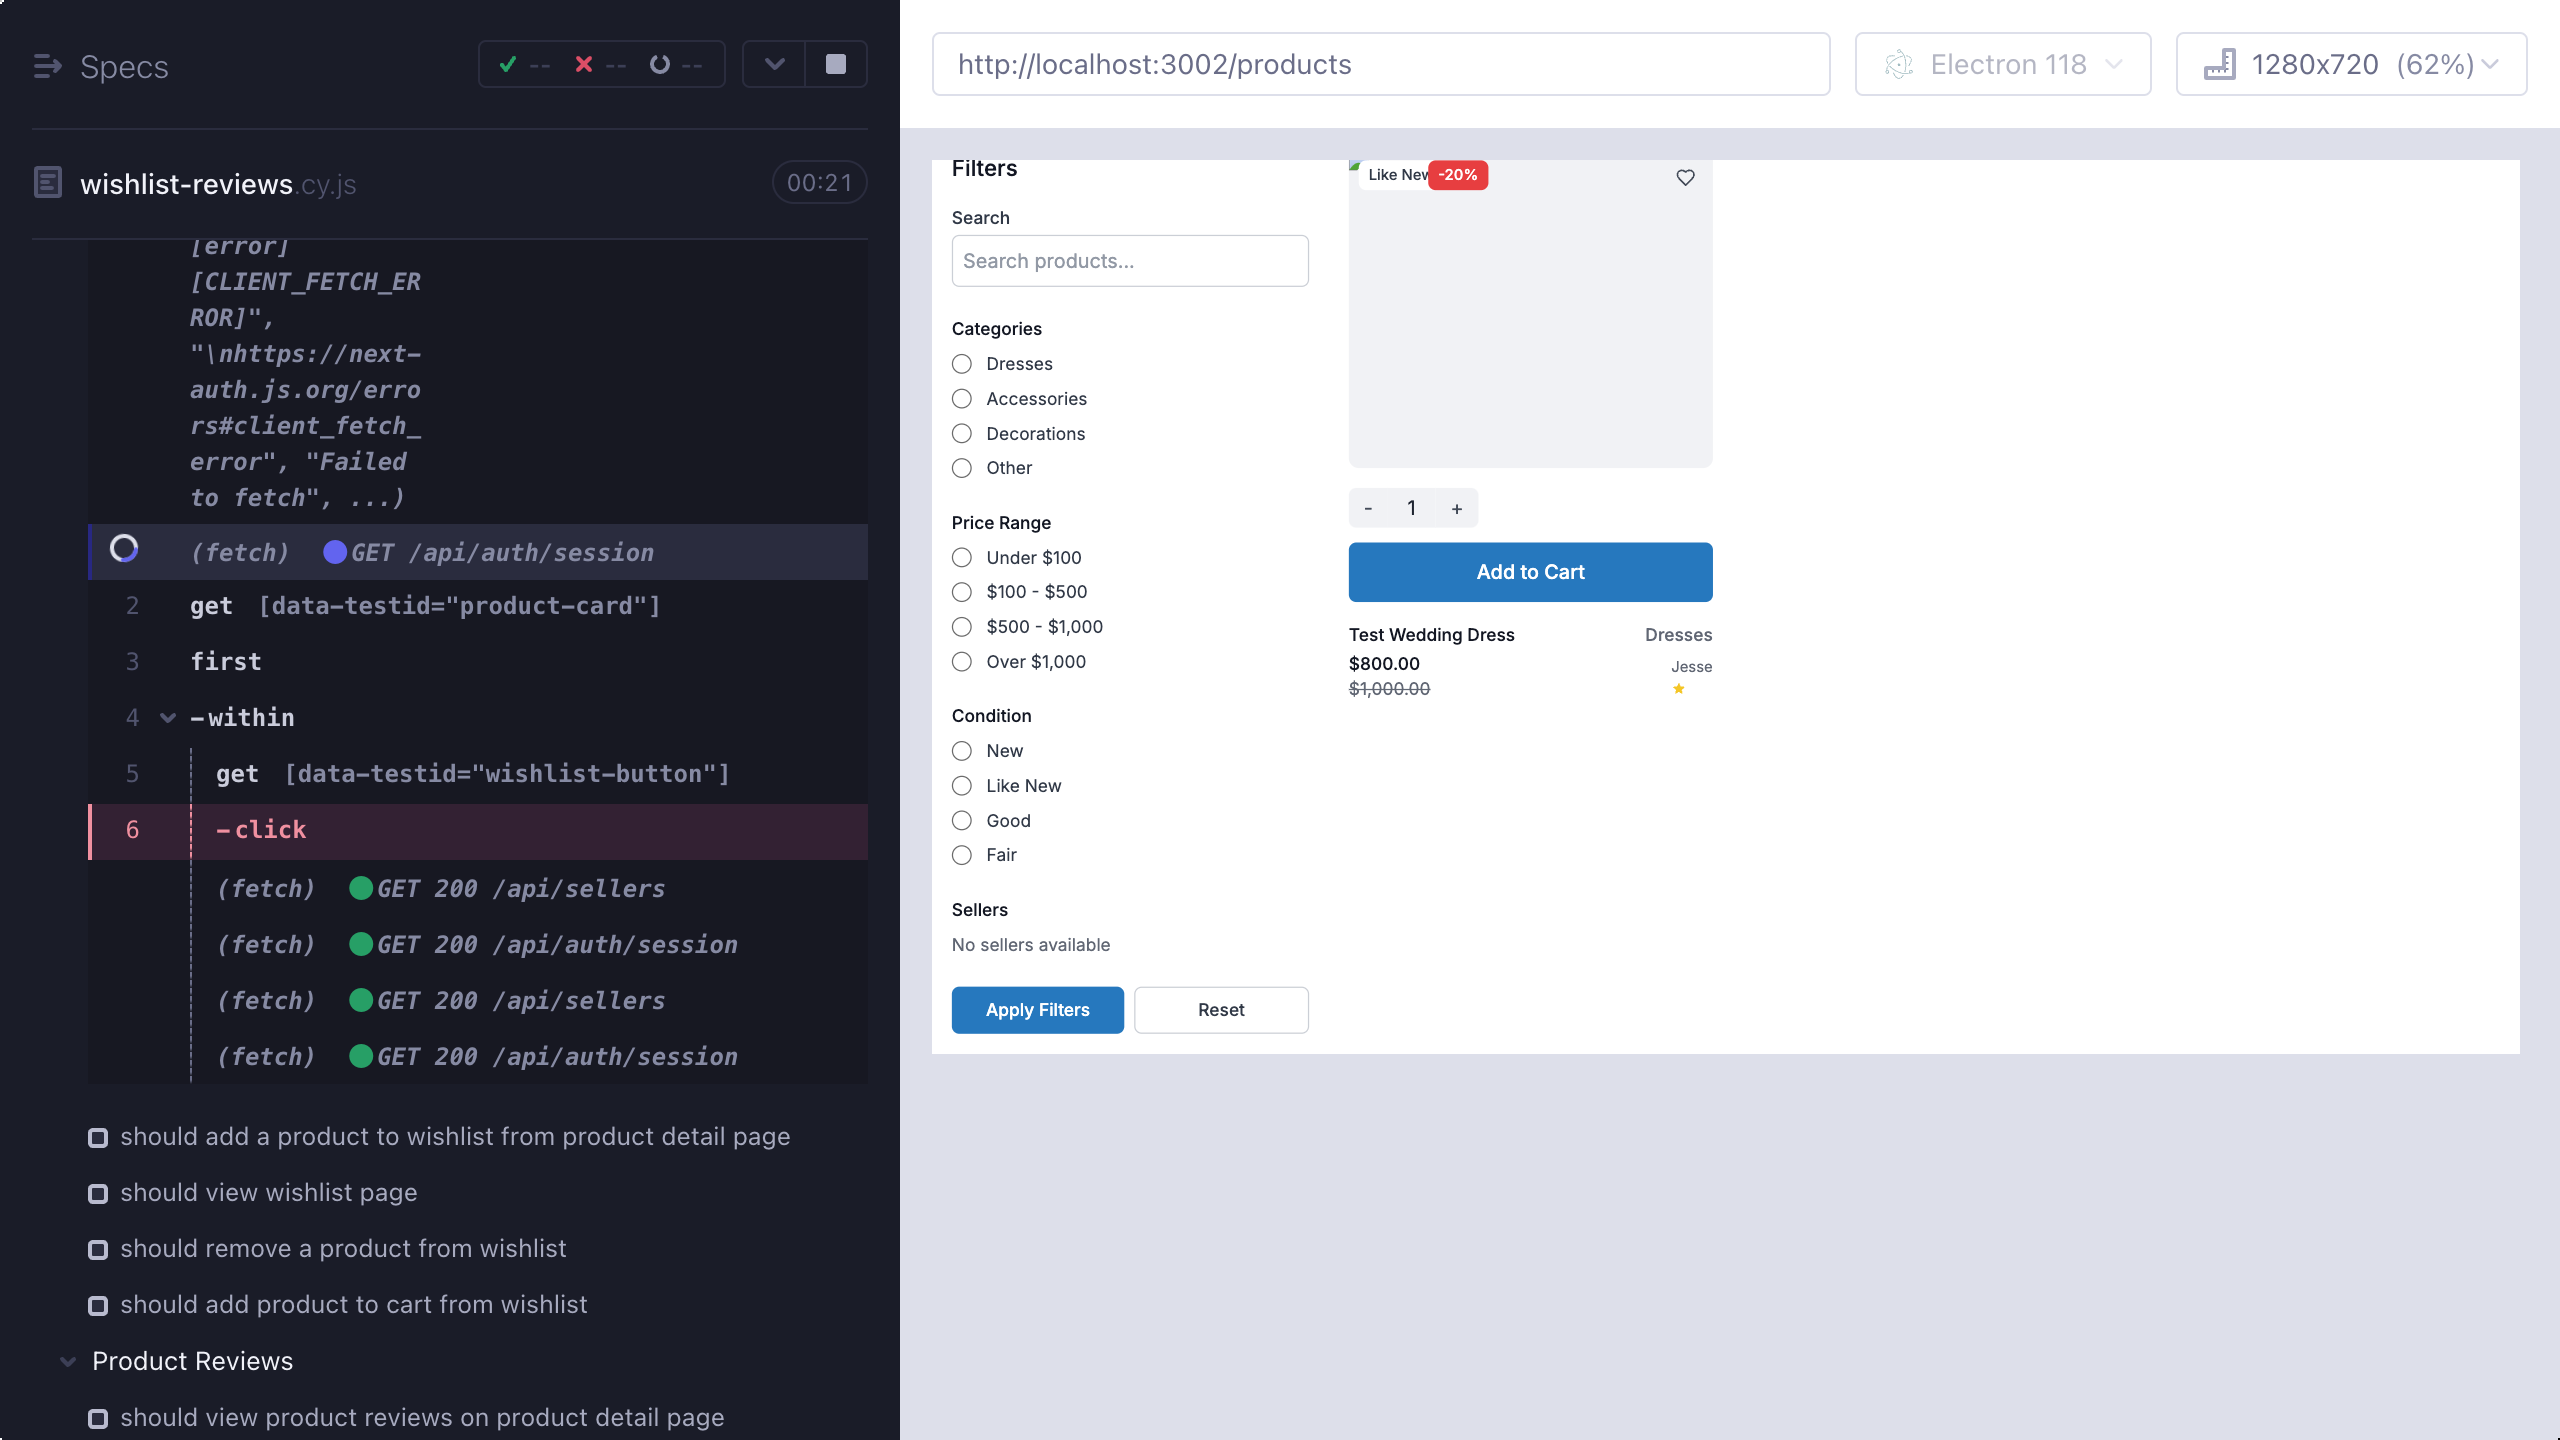 Specs
-- -- --
wishlist-reviews.cy.js
00:21
[error]
[CLIENT_FETCH_ER
ROR]",
"\nhttps://next-
auth.js.org/erro
rs#client_fetch_
error", "Failed
to fetch", ...)
(fetch) GET /api/auth/session
2 get [data-testid="product-card"]
3 first
4 -within
5 get [data-testid="wishlist-button"]
6 -click
(fetch) GET 200 /api/sellers
(fetch) GET 200 /api/auth/session
(fetch) GET 200 /api/sellers
(fetch) GET 200 /api/auth/session
should add a product to wishlist from product detail page
should view wishlist page
should remove a product from wishlist
should add product to cart from wishlist
Product Reviews
should view product reviews on product detail page
http://localhost:3002/products
Electron 118
1280x720 (62%)
Filters
Search
Search products...
Categories
Dresses
Accessories
Decorations
Other
Price Range
Under $100
$100 - $500
$500 - $1,000
Over $1,000
Condition
New
Like New
Good
Fair
Sellers
No sellers available
Apply Filters
Reset
Like New
-20%
- 1 +
Add to Cart
Test Wedding Dress
Dresses
$800.00
Jesse
$1,000.00